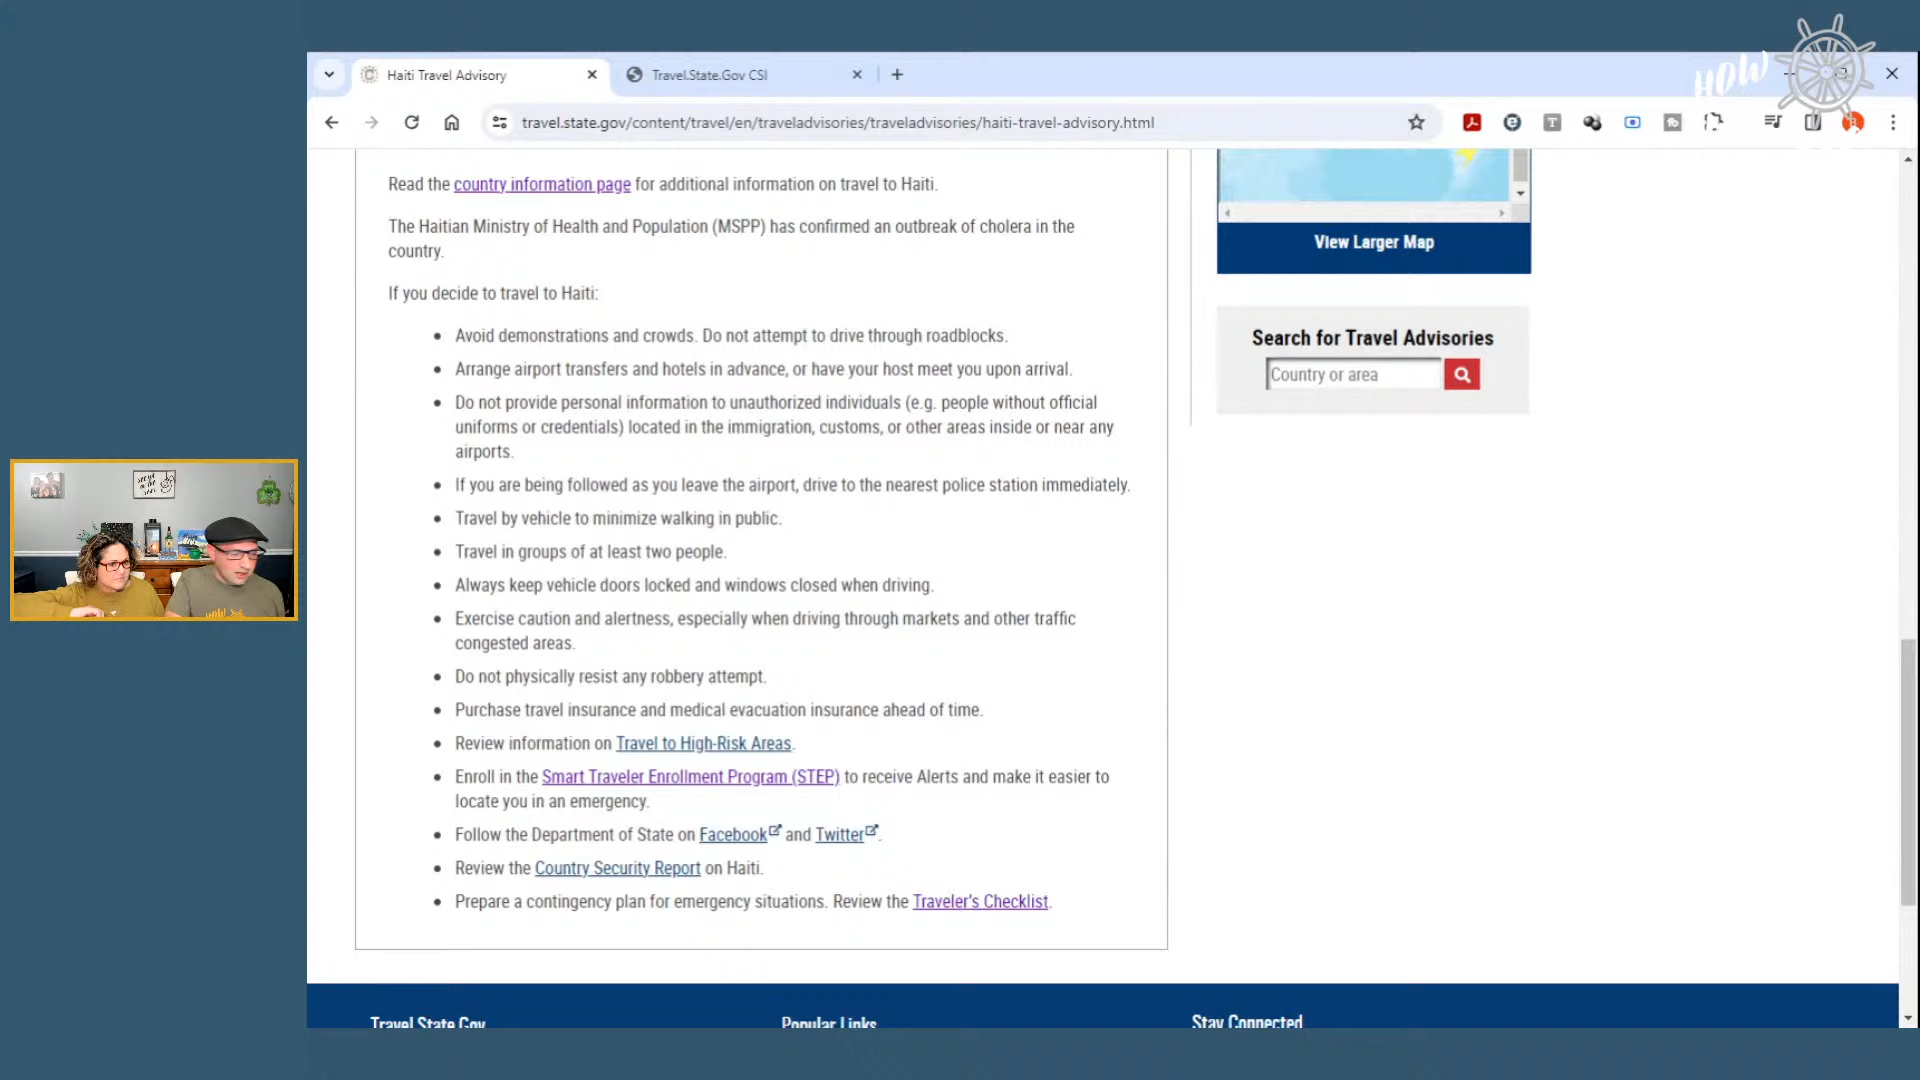 HOW
Haiti Travel Advisory
Travel.State.Gov CSI
travel.state.gov/content/travel/en/traveladvisories/traveladvisories/haiti-travel-advisory.html
Read the country information page for additional information on travel to Haiti.
The Haitian Ministry of Health and Population (MSPP) has confirmed an outbreak of cholera in the
country.
If you decide to travel to Haiti:
• Avoid demonstrations and crowds. Do not attempt to drive through roadblocks.
• Arrange airport transfers and hotels in advance, or have your host meet you upon arrival.
• Do not provide personal information to unauthorized individuals (e.g. people without official
uniforms or credentials) located in the immigration, customs, or other areas inside or near any
airports.
• If you are being followed as you leave the airport, drive to the nearest police station immediately.
• Travel by vehicle to minimize walking in public.
• Travel in groups of at least two people.
• Always keep vehicle doors locked and windows closed when driving.
• Exercise caution and alertness, especially when driving through markets and other traffic
congested areas.
• Do not physically resist any robbery attempt.
• Purchase travel insurance and medical evacuation insurance ahead of time.
• Review information on Travel to High-Risk Areas.
• Enroll in the Smart Traveler Enrollment Program (STEP) to receive Alerts and make it easier to
locate you in an emergency.
• Follow the Department of State on Facebook and Twitter.
• Review the Country Security Report on Haiti.
• Prepare a contingency plan for emergency situations. Review the Traveler's Checklist.
View Larger Map
Search for Travel Advisories
Country or area
HOW
Travel.State.Gov
Popular Links
Stay Connected